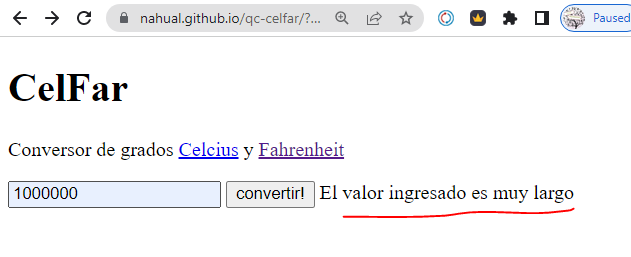 nahual.github.io/qc-celfar/?...
Paused
CelFar
Conversor de grados Celcius y Fahrenheit
1000000 convertir! El valor ingresado es muy largo